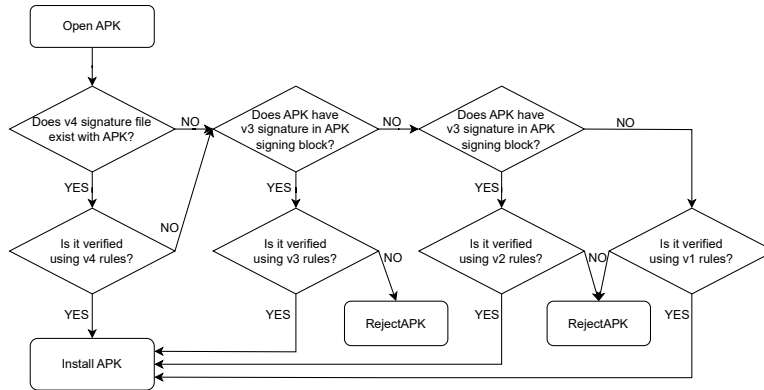 Open APK
Does v4 signature file
exist with APK?
NO
Does APK have
v3 signature in APK
signing block?
NO
Does APK have
v3 signature in APK
signing block?
NO
YES
YES
YES
NO
Is it verified
using v4 rules?
Is it verified
using v3 rules?
NO
Is it verified
using v2 rules?
NO
Is it verified
using v1 rules?
YES
YES
YES
YES
RejectAPK
RejectAPK
Install APK